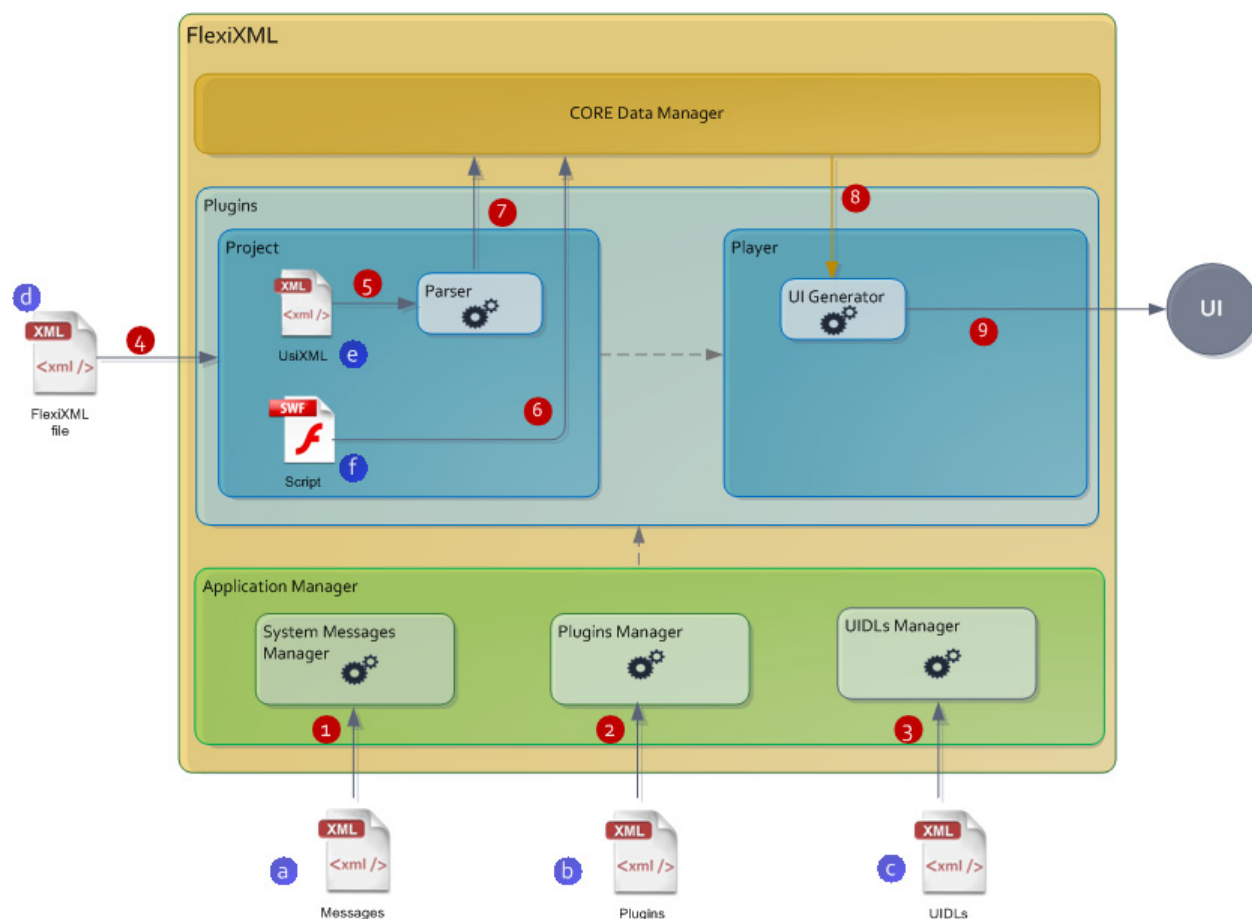 FlexiXML
CORE Data Manager
8
7
Plugins
Project
Player
XML
<xml />
UsiXML
e
5
Parser
UI Generator
9
UI
d
XML
<xml />
FlexiXML
file
4
6
SWF
Script
f
Application Manager
System Messages
Manager
Plugins Manager
UIDLs Manager
1
2
3
XML
<xml />
a
Messages
XML
<xml />
b
Plugins
XML
<xml />
c
UIDLs